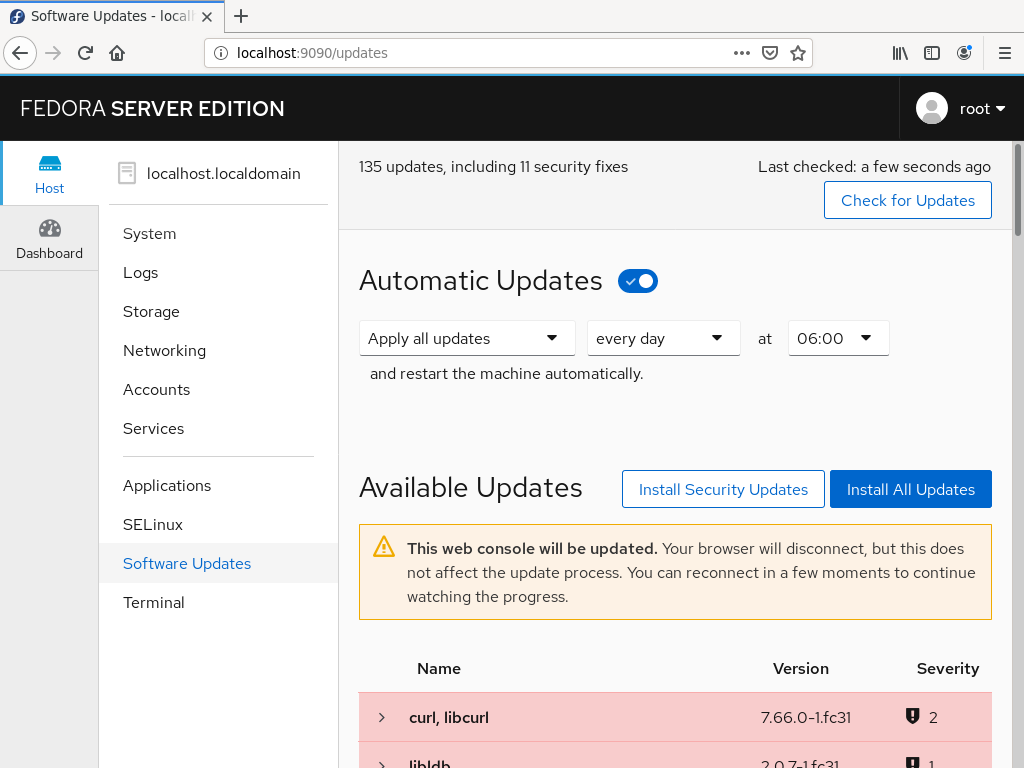 Software Updates - local
localhost:9090/updates
FEDORA SERVER EDITION
root
Host
Dashboard
localhost.localdomain
System
Logs
Storage
Networking
Accounts
Services
Applications
SELinux
Software Updates
Terminal
135 updates, including 11 security fixes
Last checked: a few seconds ago
Check for Updates
Automatic Updates
Apply all updates every day at 06:00
and restart the machine automatically.
Available Updates
Install Security Updates
Install All Updates
This web console will be updated. Your browser will disconnect, but this does
not affect the update process. You can reconnect in a few moments to continue
watching the progress.
Name Version Severity
curl, libcurl 7.66.0-1.fc31 2
libldb 2.0.7-1.fc31 1